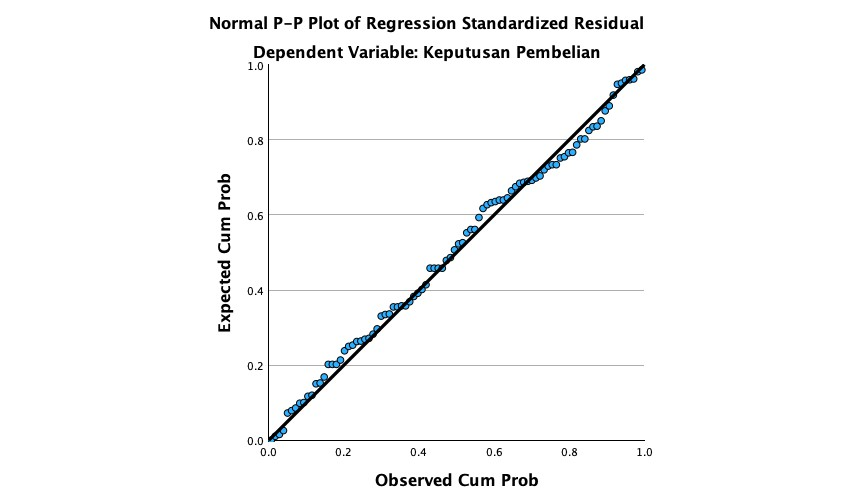 Normal P-P Plot of Regression Standardized Residual
Dependent Variable: Keputusan Pembelian
1.0
0.8
0.6
0.4
0.2
0.0
Expected Cum Prob
0.0 0.2 0.4 0.6 0.8 1.0
Observed Cum Prob